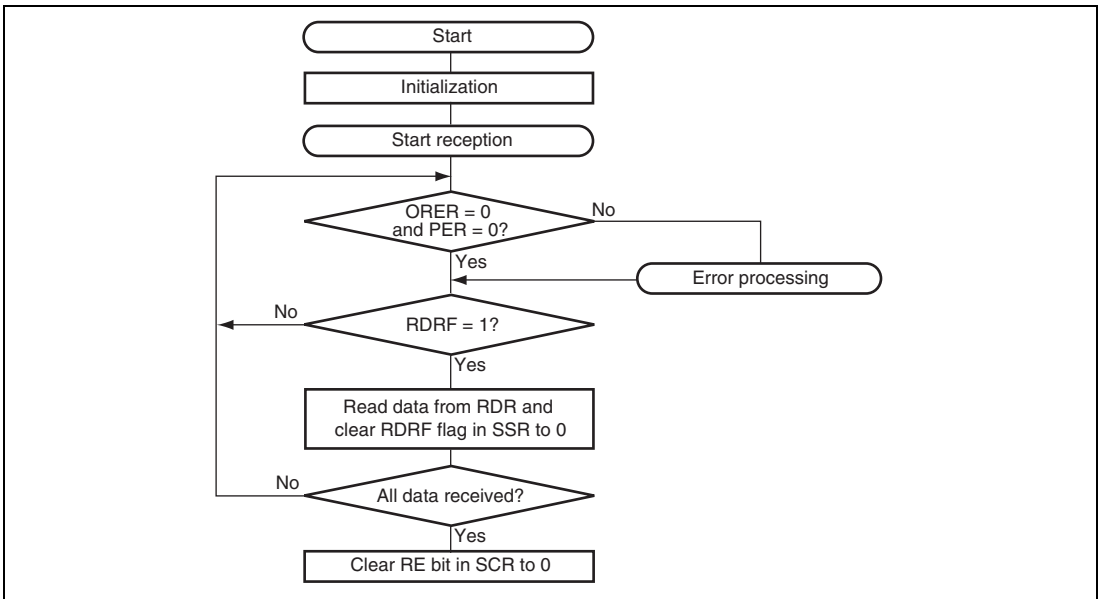 Start
Initialization
Start reception
ORER = 0
and PER = 0?
No
Yes
Error processing
No
RDRF = 1?
Yes
Read data from RDR and
clear RDRF flag in SSR to 0
No
All data received?
Yes
Clear RE bit in SCR to 0